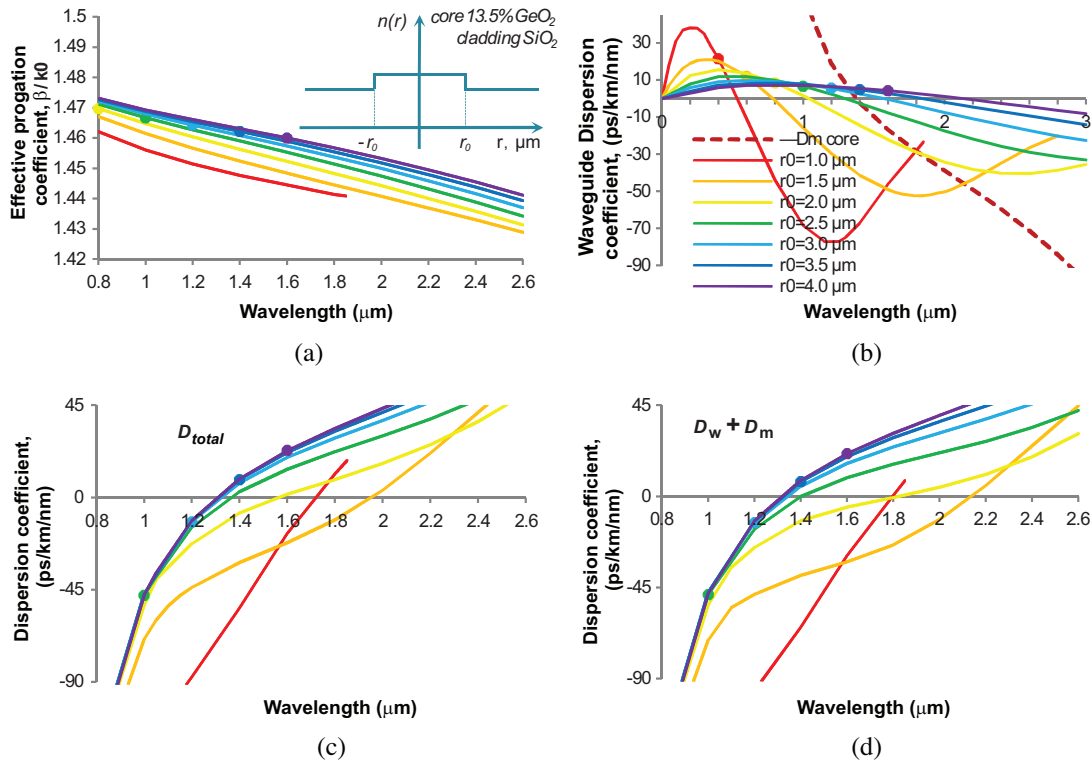 (a)
Effective progation
coefficient, β/k0
1.5
1.49
1.48
1.47
1.46
1.45
1.44
1.43
1.42
0.8 1 1.2 1.4 1.6 1.8 2.0 2.2 2.4 2.6
Wavelength (μm)
n(r)
core 13.5% GeO2
cladding SiO2
-r0 r0 r, μm
(a)
(b)
Waveguide Dispersion
coefficient, (ps/km/nm)
30
10
-10
-30
-50
-70
-90
0 1 2 3
—Dm core
r0=1.0 μm
r0=1.5 μm
r0=2.0 μm
r0=2.5 μm
r0=3.0 μm
r0=3.5 μm
r0=4.0 μm
Wavelength (μm)
(b)
Dispersion coefficient,
(ps/km/nm)
45
0
-45
-90
Dtotal
0.8 1 1.2 1.4 1.6 1.8 2 2.2 2.4 2.6
Wavelength (μm)
(c)
Dispersion coefficient,
(ps/km/nm)
45
0
-45
-90
Dw + Dm
0.8 1 1.2 1.4 1.6 1.8 2 2.2 2.4 2.6
Wavelength (μm)
(d)